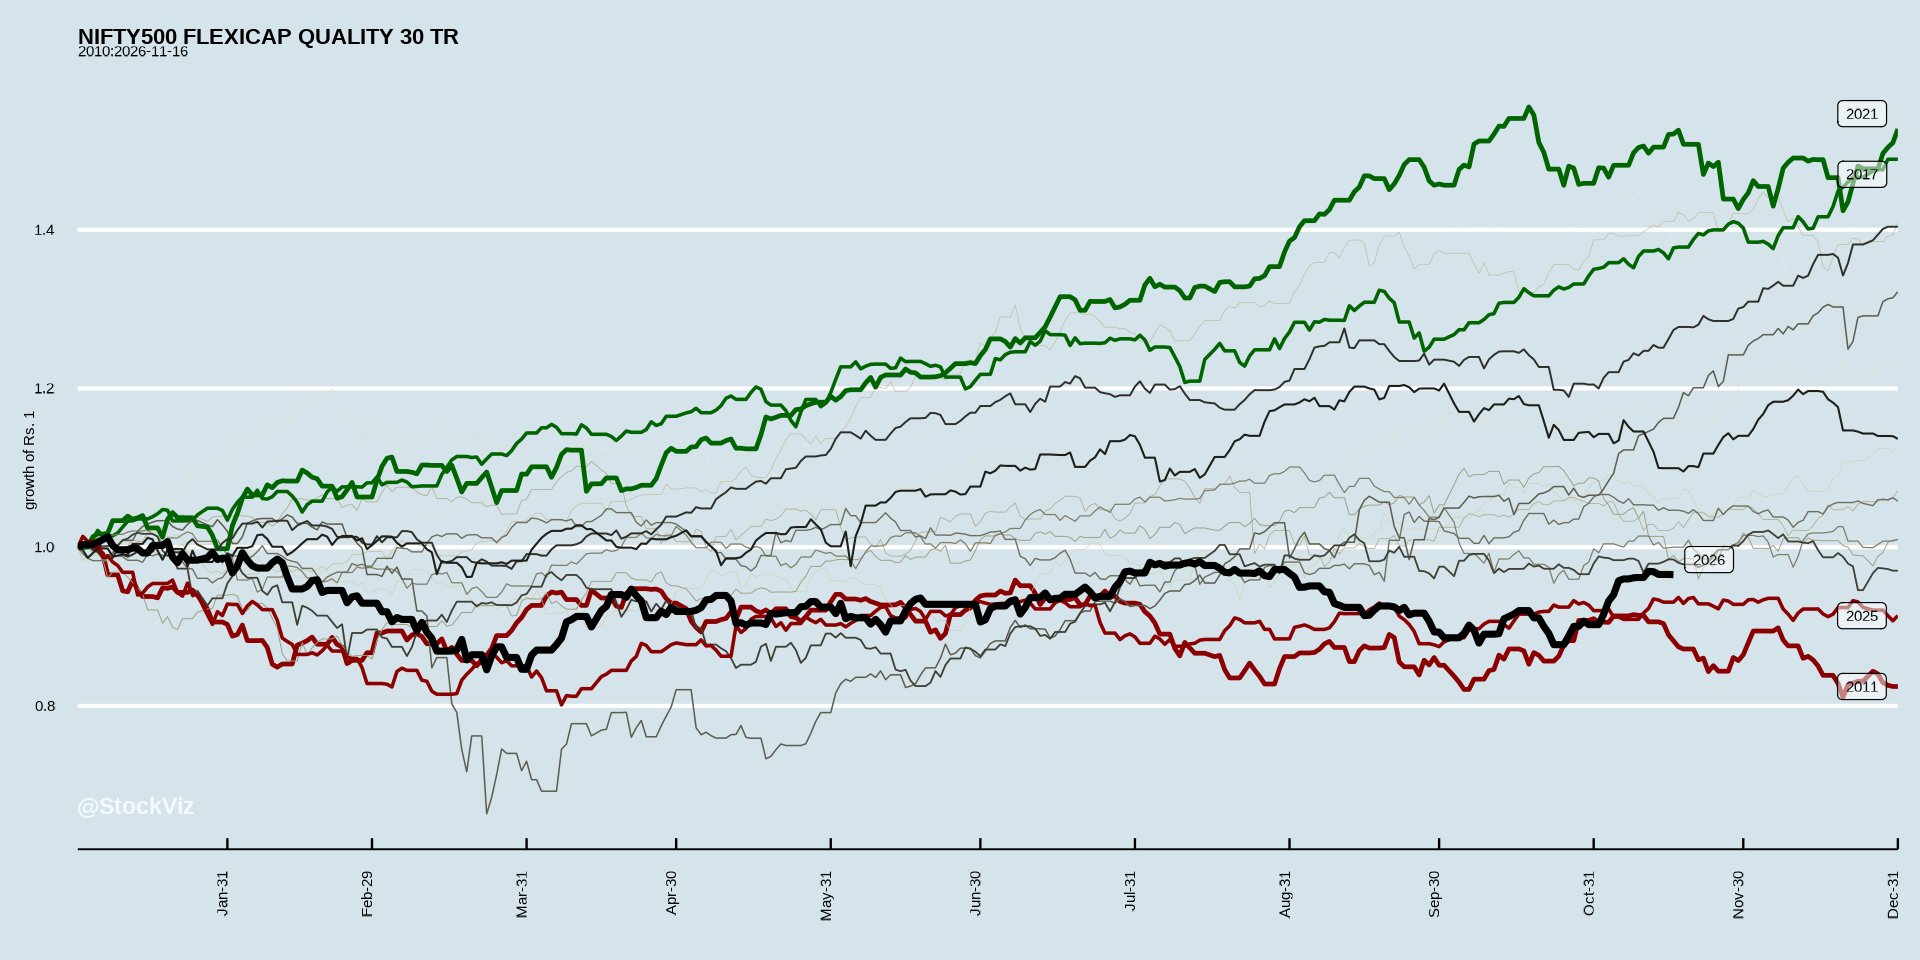 NIFTY500 FLEXICAP QUALITY 30 TR
2010:2026-11-16
growth of Rs. 1
1.4
1.2
1.0
0.8
2021
2017
2026
2025
2011
@StockViz
Jan-31
Feb-29
Mar-31
Apr-30
May-31
Jun-30
Jul-31
Aug-31
Sep-30
Oct-31
Nov-30
Dec-31